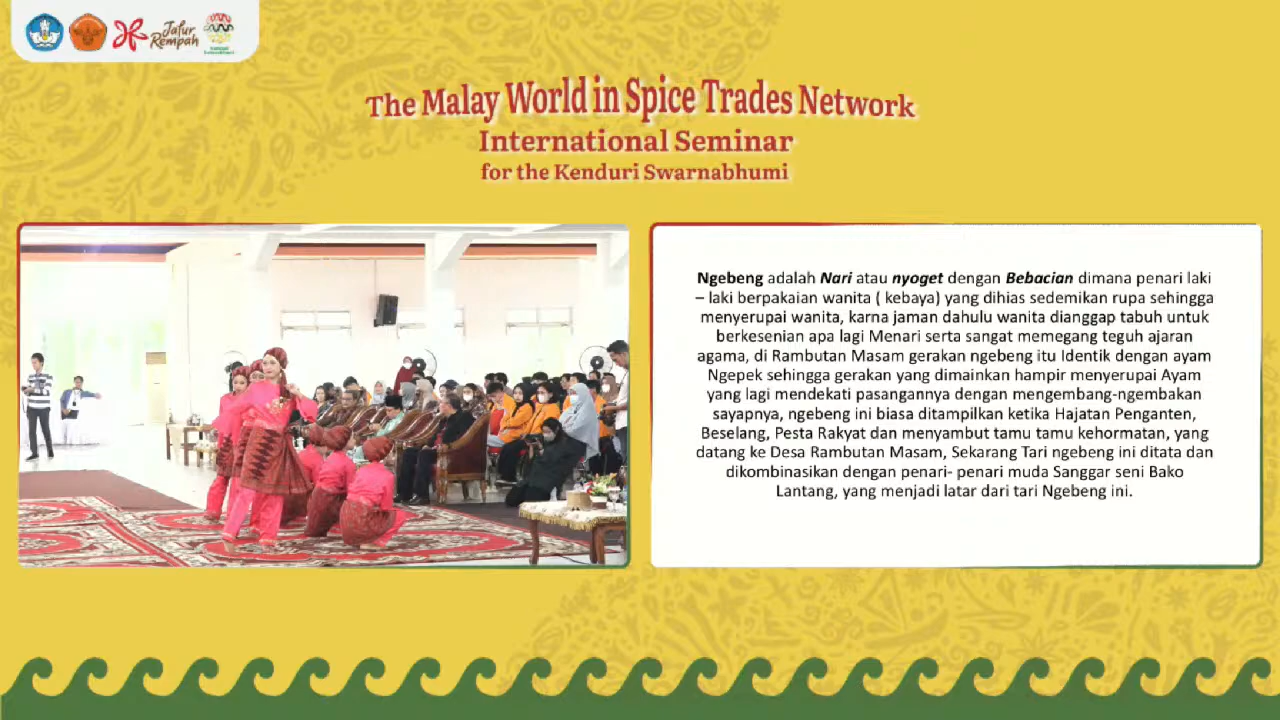 Jalur
Rempah
The Malay World in Spice Trades Network
International Seminar
for the Kenduri Swarnabhumi
Ngebeng adalah Nari atau nyoget dengan Bebacian dimana penari laki
– laki berpakaian wanita ( kebaya) yang dihias sedemikan rupa sehingga
menyerupai wanita, karna jaman dahulu wanita dianggap tabuh untuk
berkesenian apa lagi Menari serta sangat memegang teguh ajaran
agama, di Rambutan Masam gerakan ngebeng itu Identik dengan ayam
Ngepek sehingga gerakan yang dimainkan hampir menyerupai Ayam
yang lagi mendekati pasangannya dengan mengembang-ngembakan
sayapnya, ngebeng ini biasa ditampilkan ketika Hajatan Penganten,
Beselang, Pesta Rakyat dan menyambut tamu tamu kehormatan, yang
datang ke Desa Rambutan Masam, Sekarang Tari ngebeng ini ditata dan
dikombinasikan dengan penari- penari muda Sanggar seni Bako
Lantang, yang menjadi latar dari tari Ngebeng ini.